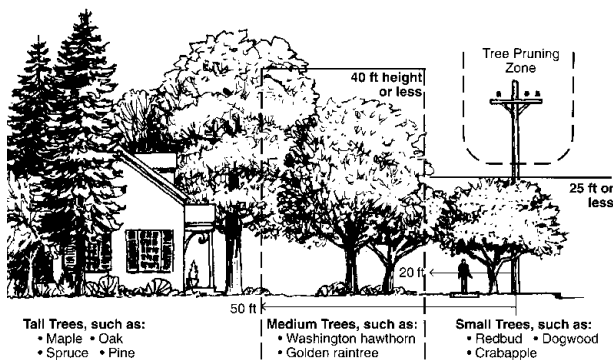 Tree Pruning
Zone
40 ft height
or less
25 ft or
less
20 ft
50 ft
Tall Trees, such as:
• Maple • Oak
• Spruce • Pine
Medium Trees, such as:
• Washington hawthorn
• Golden raintree
Small Trees, such as:
• Redbud • Dogwood
• Crabapple